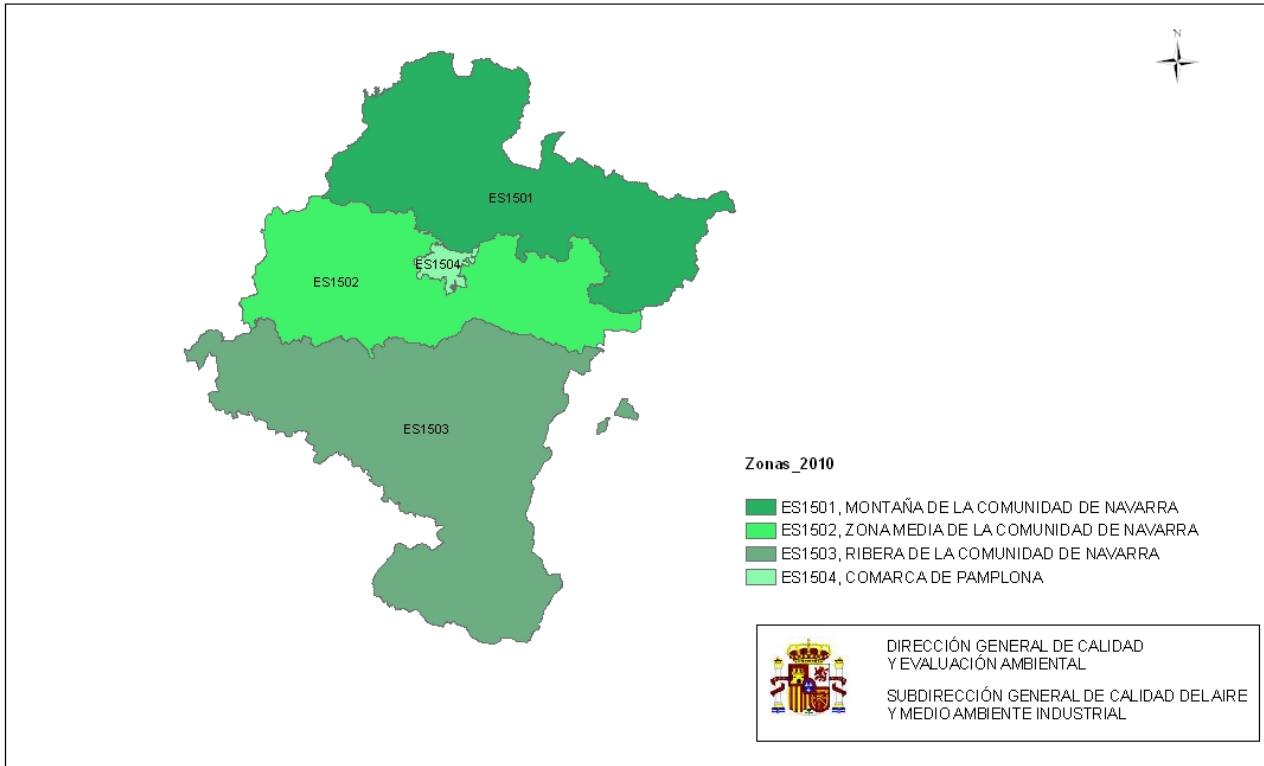 N
ES1501
ES1504
ES1502
ES1503
Zonas_2010
ES1501, MONTAÑA DE LA COMUNIDAD DE NAVARRA
ES1502, ZONA MEDIA DE LA COMUNIDAD DE NAVARRA
ES1503, RIBERA DE LA COMUNIDAD DE NAVARRA
ES1504, COMARCA DE PAMPLONA
DIRECCIÓN GENERAL DE CALIDAD
Y EVALUACIÓN AMBIENTAL
SUBDIRECCIÓN GENERAL DE CALIDAD DEL AIRE
Y MEDIO AMBIENTE INDUSTRIAL